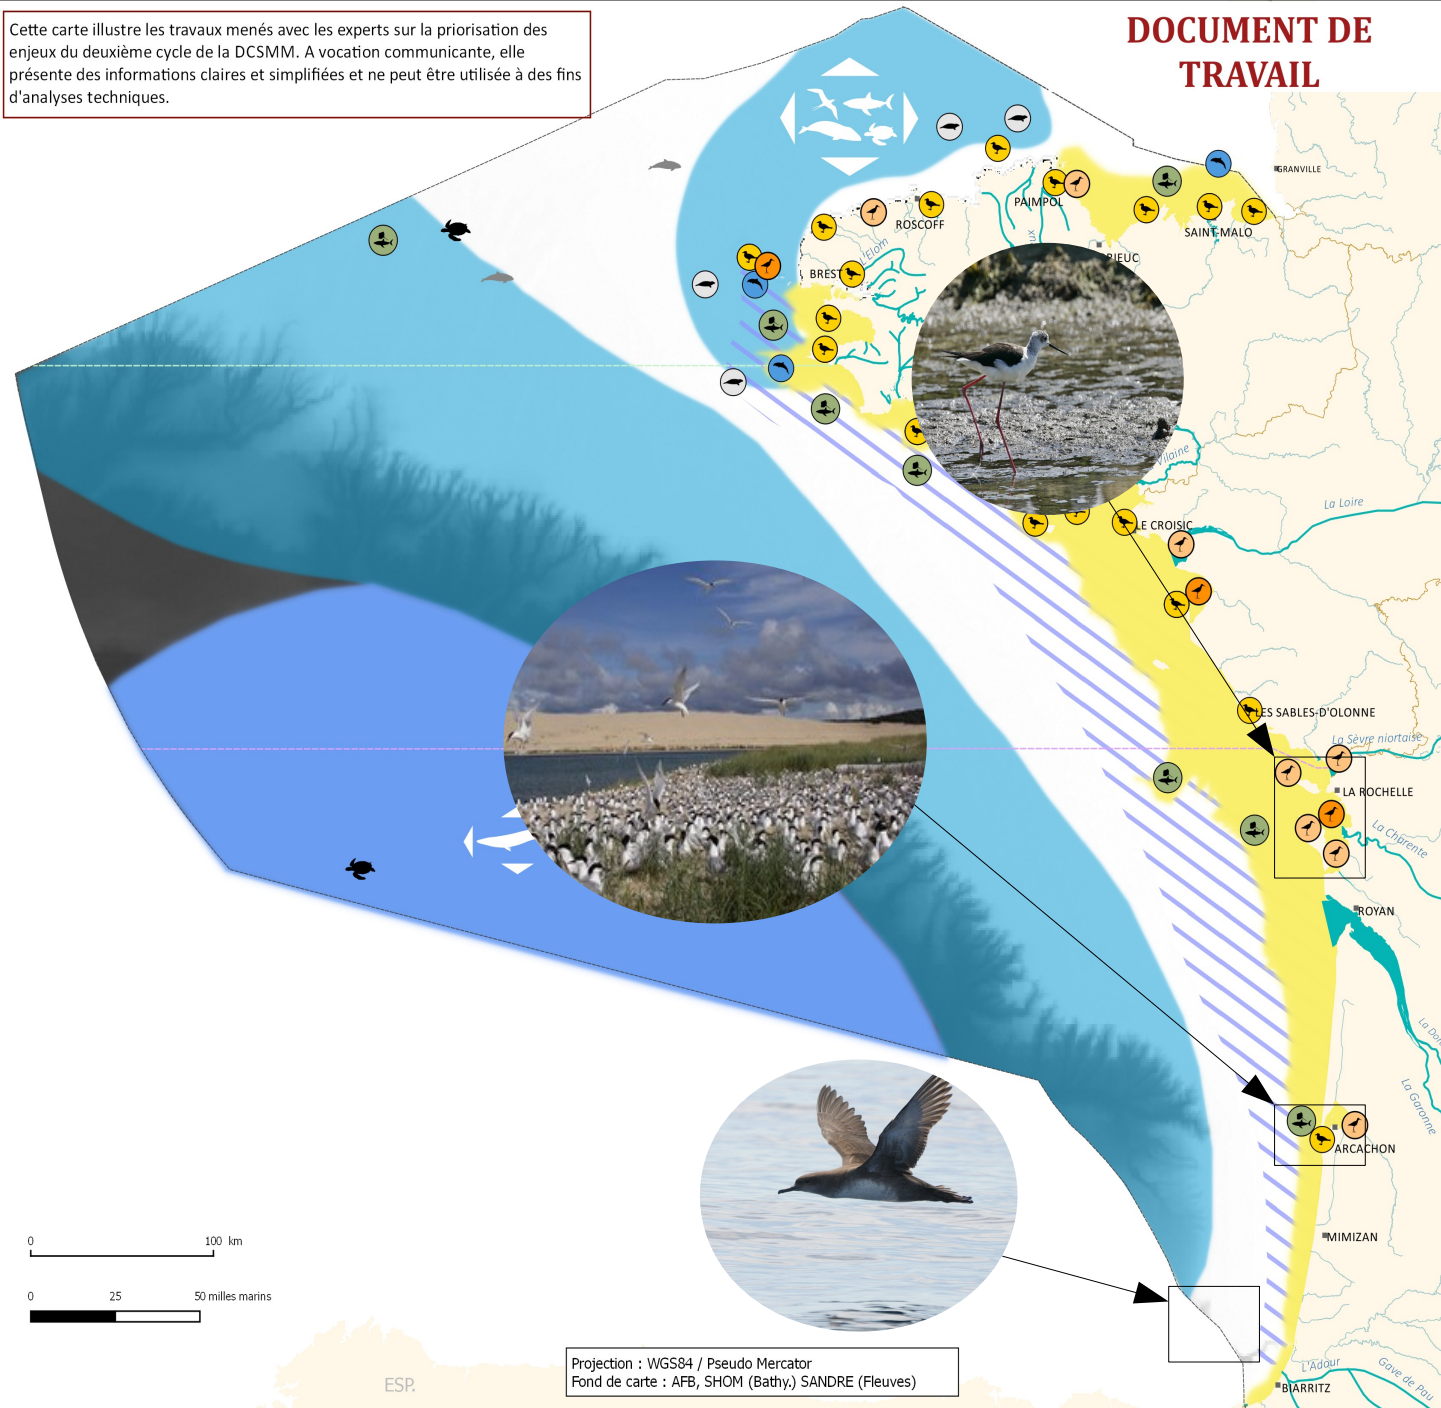 Cette carte illustre les travaux menés avec les experts sur la priorisation des
enjeux du deuxième cycle de la DCSMM. A vocation communicante, elle
présente des informations claires et simplifiées et ne peut être utilisée à des fins
d'analyses techniques.
DOCUMENT DE
TRAVAIL
GRANVILLE
PAIMPOL
ROSCOFF
SAINT-MALO
L'Elorn
BREST
RIEUC
Vilaine
La Loire
LE CROISIC
LES SABLES-D'OLONNE
La Sèvre niortaise
LA ROCHELLE
La Charente
ROYAN
La Garonne
ARCACHON
MIMIZAN
0 100 km
0 25 50 milles marins
ESP.
Projection : WGS84 / Pseudo Mercator
Fond de carte : AFB, SHOM (Bathy.) SANDRE (Fleuves)
L'Adour
Gave de Pau
BIARRITZ